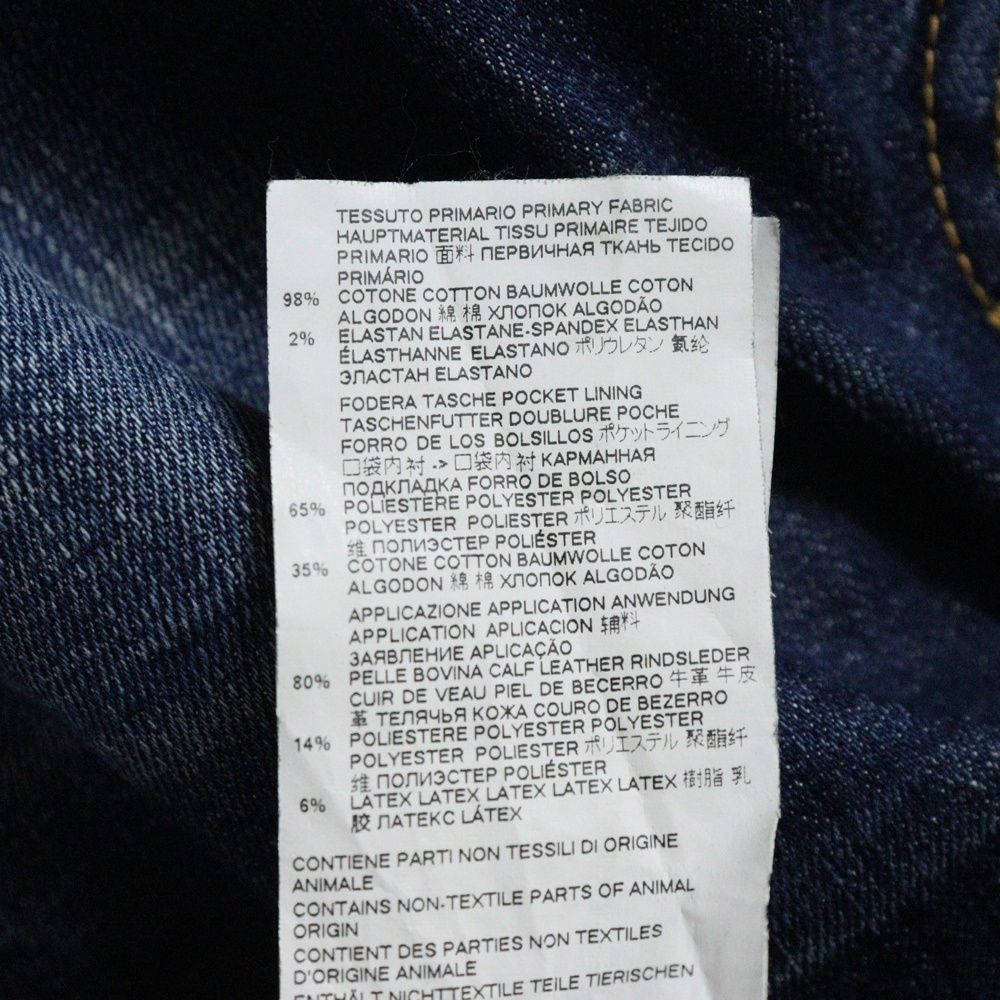 TESSUTO PRIMARIO PRIMARY FABRIC
HAUPTMATERIAL TISSU PRIMAIRE TEJIDO
PRIMARIO 面料 ПЕРВИЧНАЯ ТКАНЬ TECIDO
PRIMÁRIO
98% COTONE COTTON BAUMWOLLE COTON
ALGODON 綿 棉 ХЛОПОК ALGODÃO
2% ELASTAN ELASTANE-SPANDEX ELASTHAN
ÉLASTHANNE ELASTANO ポリウレタン 氨纶
ЭЛАСТАН ELASTANO
FODERA TASCHE POCKET LINING
TASCHENFUTTER DOUBLURE POCHE
FORRO DE LOS BOLSILLOS ポケットライニング
口袋内衬 -> 口袋内衬 КАРМАННАЯ
ПОДКЛАДКА FORRO DE BOLSO
65% POLIESTERE POLYESTER POLYESTER
POLYESTER POLIESTER ポリエステル 聚酯纤
维 ПОЛИЭСТЕР POLIÉSTER
35% COTONE COTTON BAUMWOLLE COTON
ALGODON 綿 棉 ХЛОПОК ALGODÃO
APPLICAZIONE APPLICATION ANWENDUNG
APPLICATION APLICACION 辅料
ЗАЯВЛЕНИЕ APLICAÇÃO
80% PELLE BOVINA CALF LEATHER RINDSLEDER
CUIR DE VEAU PIEL DE BECERRO 牛革 牛皮
革 ТЕЛЯЧЬЯ КОЖА COURO DE BEZERRO
14% POLIESTERE POLYESTER POLYESTER
POLYESTER POLIESTER ポリエステル 聚酯纤
维 ПОЛИЭСТЕР POLIÉSTER
6% LATEX LATEX LATEX LATEX LATEX 樹脂 乳
胶 ЛАТЕКС LÁTEX
CONTIENE PARTI NON TESSILI DI ORIGINE
ANIMALE
CONTAINS NON-TEXTILE PARTS OF ANIMAL
ORIGIN
CONTIENT DES PARTIES NON TEXTILES
D'ORIGINE ANIMALE
ENTHÄLT NICHTTEXTILE TEILE TIERISCHEN